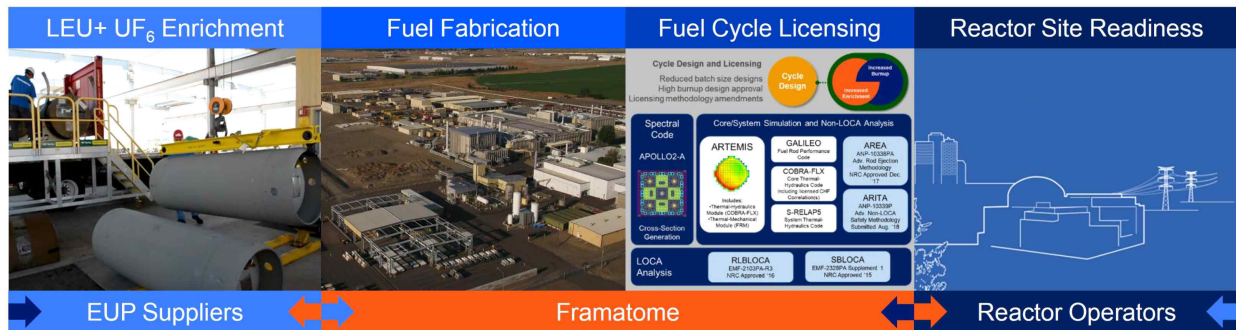 LEU+ UF6 Enrichment
Fuel Fabrication
Fuel Cycle Licensing
Reactor Site Readiness
Cycle Design and Licensing
Reduced batch size designs
High burnup design approval
Licensing methodology amendments
Cycle
Design
Increased
Burnup
Increased
Enrichment
Spectral
Code
APOLLO2-A
Cross-Section
Generation
Core/System Simulation and Non-LOCA Analysis
ARTEMIS
Includes:
•Thermal-Hydraulics
Module (COBRA-FLX)
•Thermal-Mechanical
Module (FRM)
GALILEO
Fuel Rod Performance
Code
COBRA-FLX
Core Thermal-
Hydraulics Code
including licensed CHF
Correlation(s)
S-RELAP5
System Thermal-
Hydraulics Code
AREA
ANP-10338PA
Adv. Rod Ejection
Methodology
NRC Approved Dec.
'17
ARITA
ANP-10339P
Adv. Non-LOCA
Safety Methodology
Submitted Aug. '18
LOCA
Analysis
RLBLOCA
EMF-2103PA-R3
NRC Approved '16
SBLOCA
EMF-2328PA Supplement 1
NRC Approved '15
EUP Suppliers
Framatome
Reactor Operators